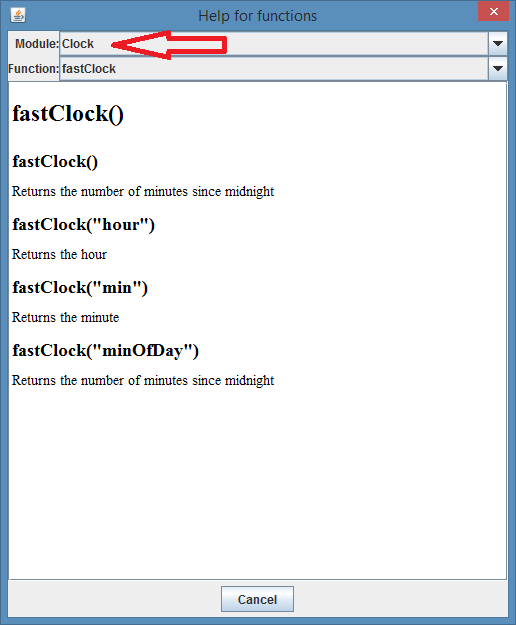 Help for functions
Module: Clock
Function: fastClock
fastClock()
fastClock()
Returns the number of minutes since midnight
fastClock("hour")
Returns the hour
fastClock("min")
Returns the minute
fastClock("minOfDay")
Returns the number of minutes since midnight
Cancel